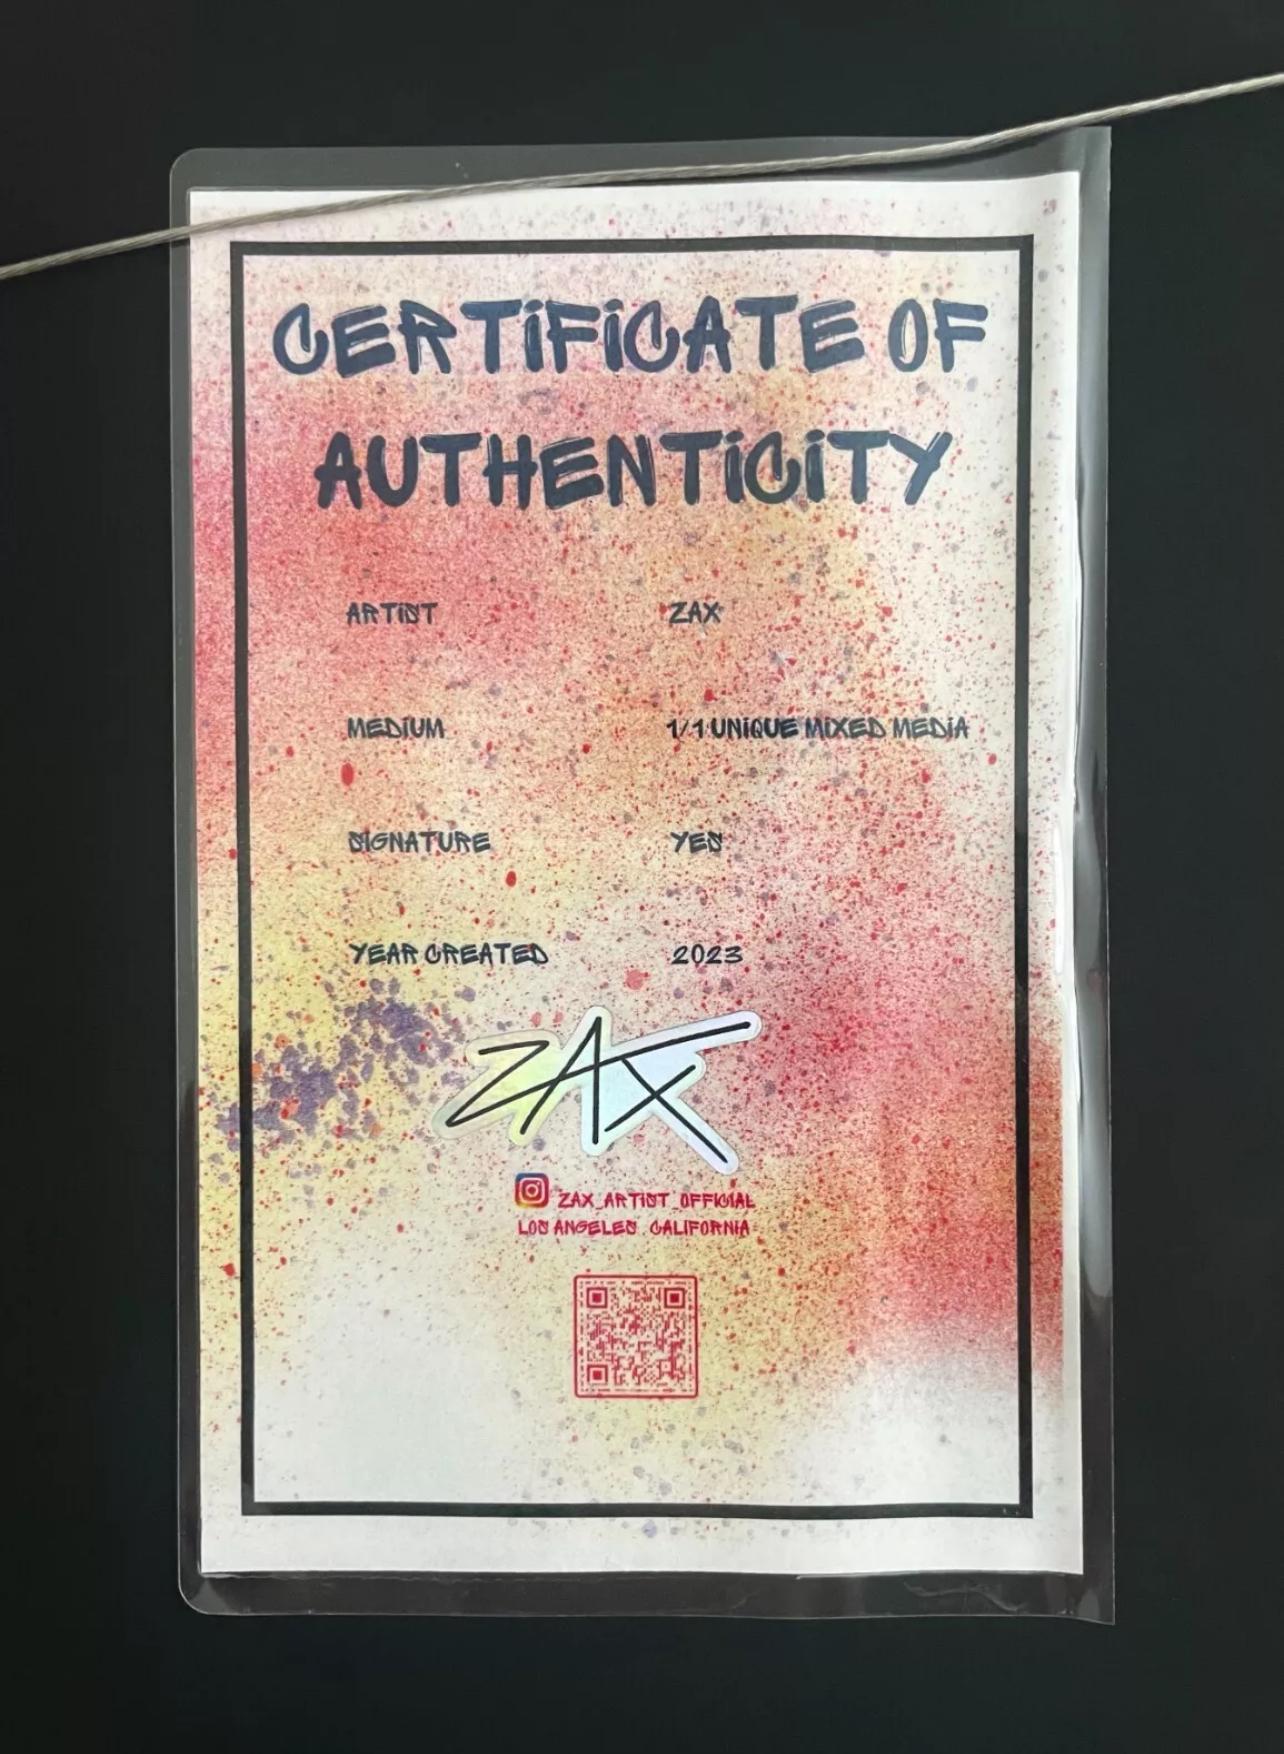 CERTIFICATE OF
AUTHENTICITY
ARTIST ZAX
MEDIUM 1/1 UNIQUE MIXED MEDIA
SIGNATURE YES
YEAR CREATED 2023
ZAX
ZAX_ARTIST_OFFICIAL
LOS ANGELES , CALIFORNIA